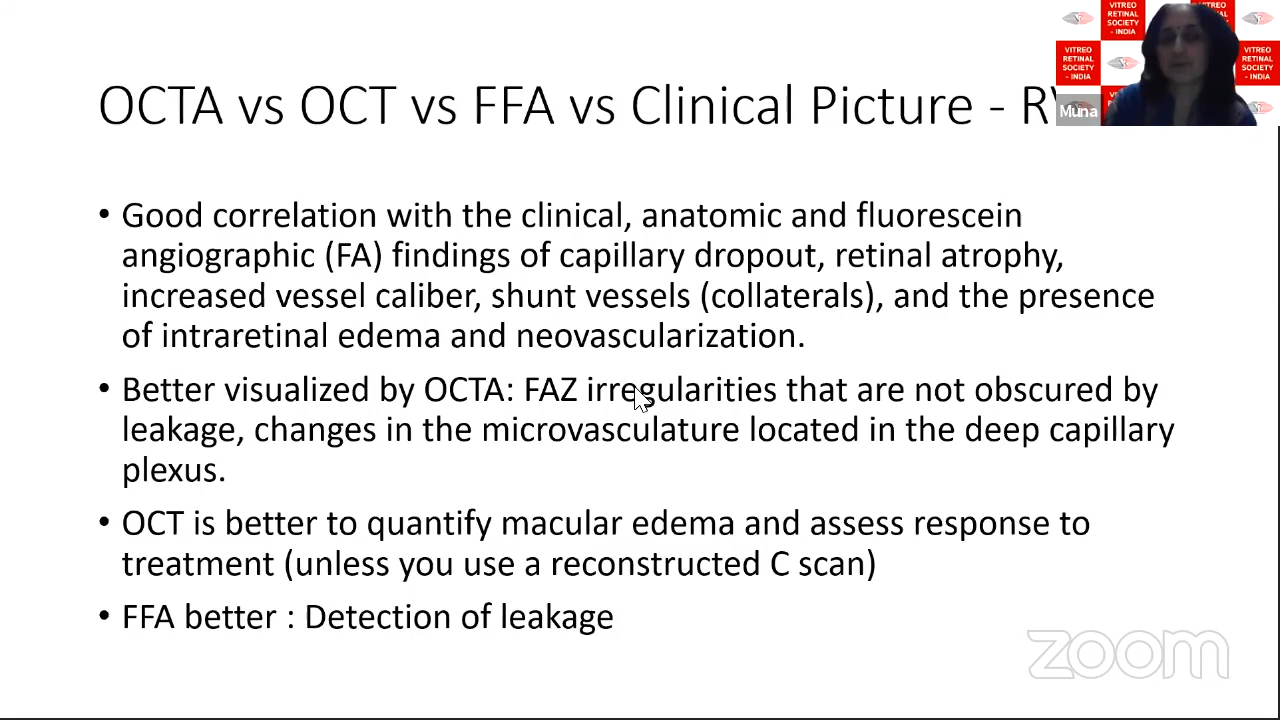 VITREO
RETINAL
SOCIETY
- INDIA
VITREO
RETINAL
SOCIETY
- INDIA
VITREO
RETINAL
SOCIETY
- INDIA
OCTA vs OCT vs FFA vs Clinical Picture -
Muna
• Good correlation with the clinical, anatomic and fluorescein
angiographic (FA) findings of capillary dropout, retinal atrophy,
increased vessel caliber, shunt vessels (collaterals), and the presence
of intraretinal edema and neovascularization.
• Better visualized by OCTA: FAZ irregularities that are not obscured by
leakage, changes in the microvasculature located in the deep capillary
plexus.
• OCT is better to quantify macular edema and assess response to
treatment (unless you use a reconstructed C scan)
• FFA better : Detection of leakage
zoom